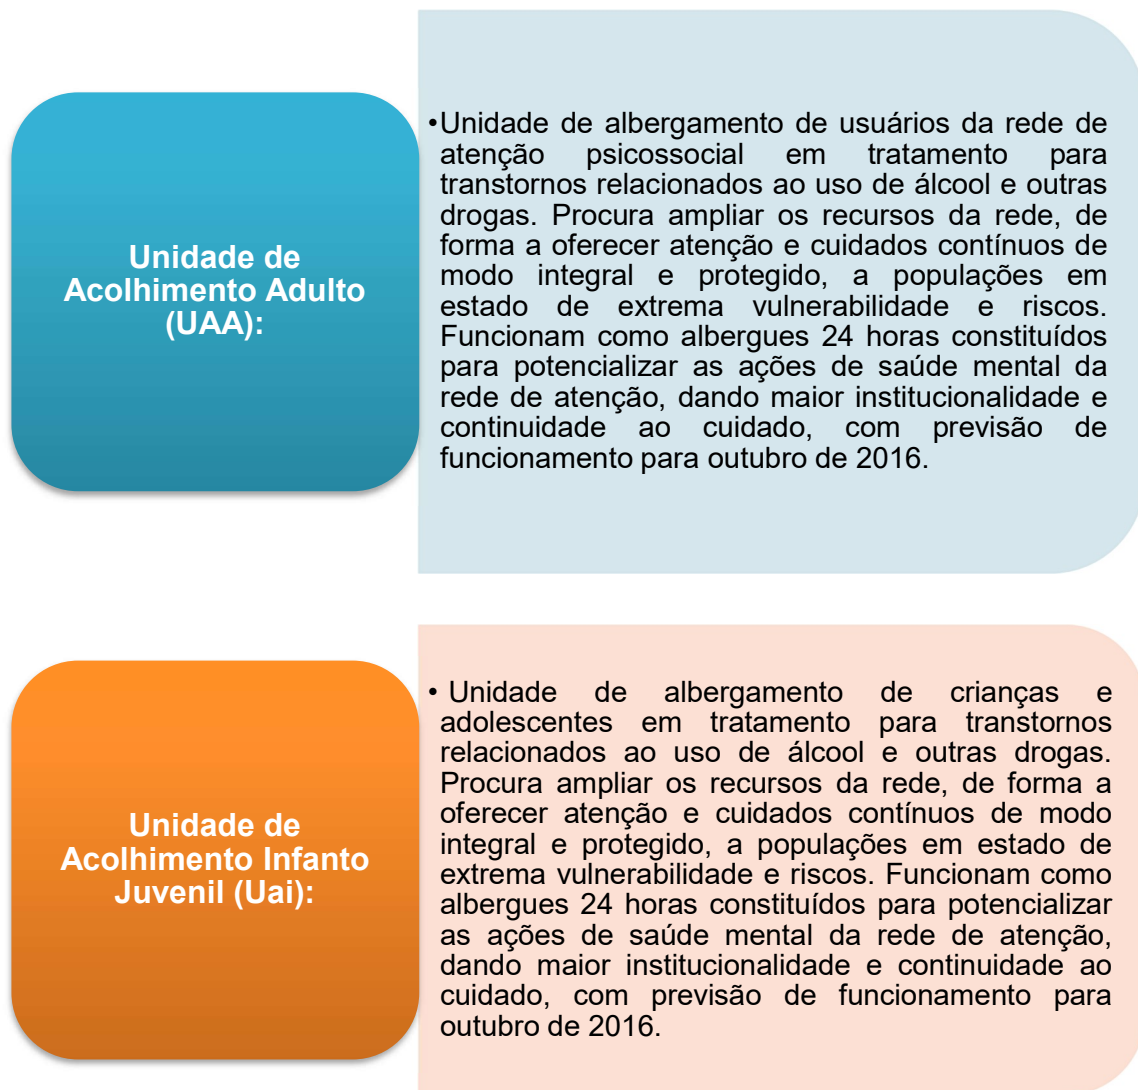 Unidade de
Acolhimento Adulto
(UAA):
•Unidade de albergamento de usuários da rede de
atenção psicossocial em tratamento para
transtornos relacionados ao uso de álcool e outras
drogas. Procura ampliar os recursos da rede, de
forma a oferecer atenção e cuidados contínuos de
modo integral e protegido, a populações em
estado de extrema vulnerabilidade e riscos.
Funcionam como albergues 24 horas constituídos
para potencializar as ações de saúde mental da
rede de atenção, dando maior institucionalidade e
continuidade ao cuidado, com previsão de
funcionamento para outubro de 2016.
Unidade de
Acolhimento Infanto
Juvenil (Uai):
• Unidade de albergamento de crianças e
adolescentes em tratamento para transtornos
relacionados ao uso de álcool e outras drogas.
Procura ampliar os recursos da rede, de forma a
oferecer atenção e cuidados contínuos de modo
integral e protegido, a populações em estado de
extrema vulnerabilidade e riscos. Funcionam como
albergues 24 horas constituídos para potencializar
as ações de saúde mental da rede de atenção,
dando maior institucionalidade e continuidade ao
cuidado, com previsão de funcionamento para
outubro de 2016.